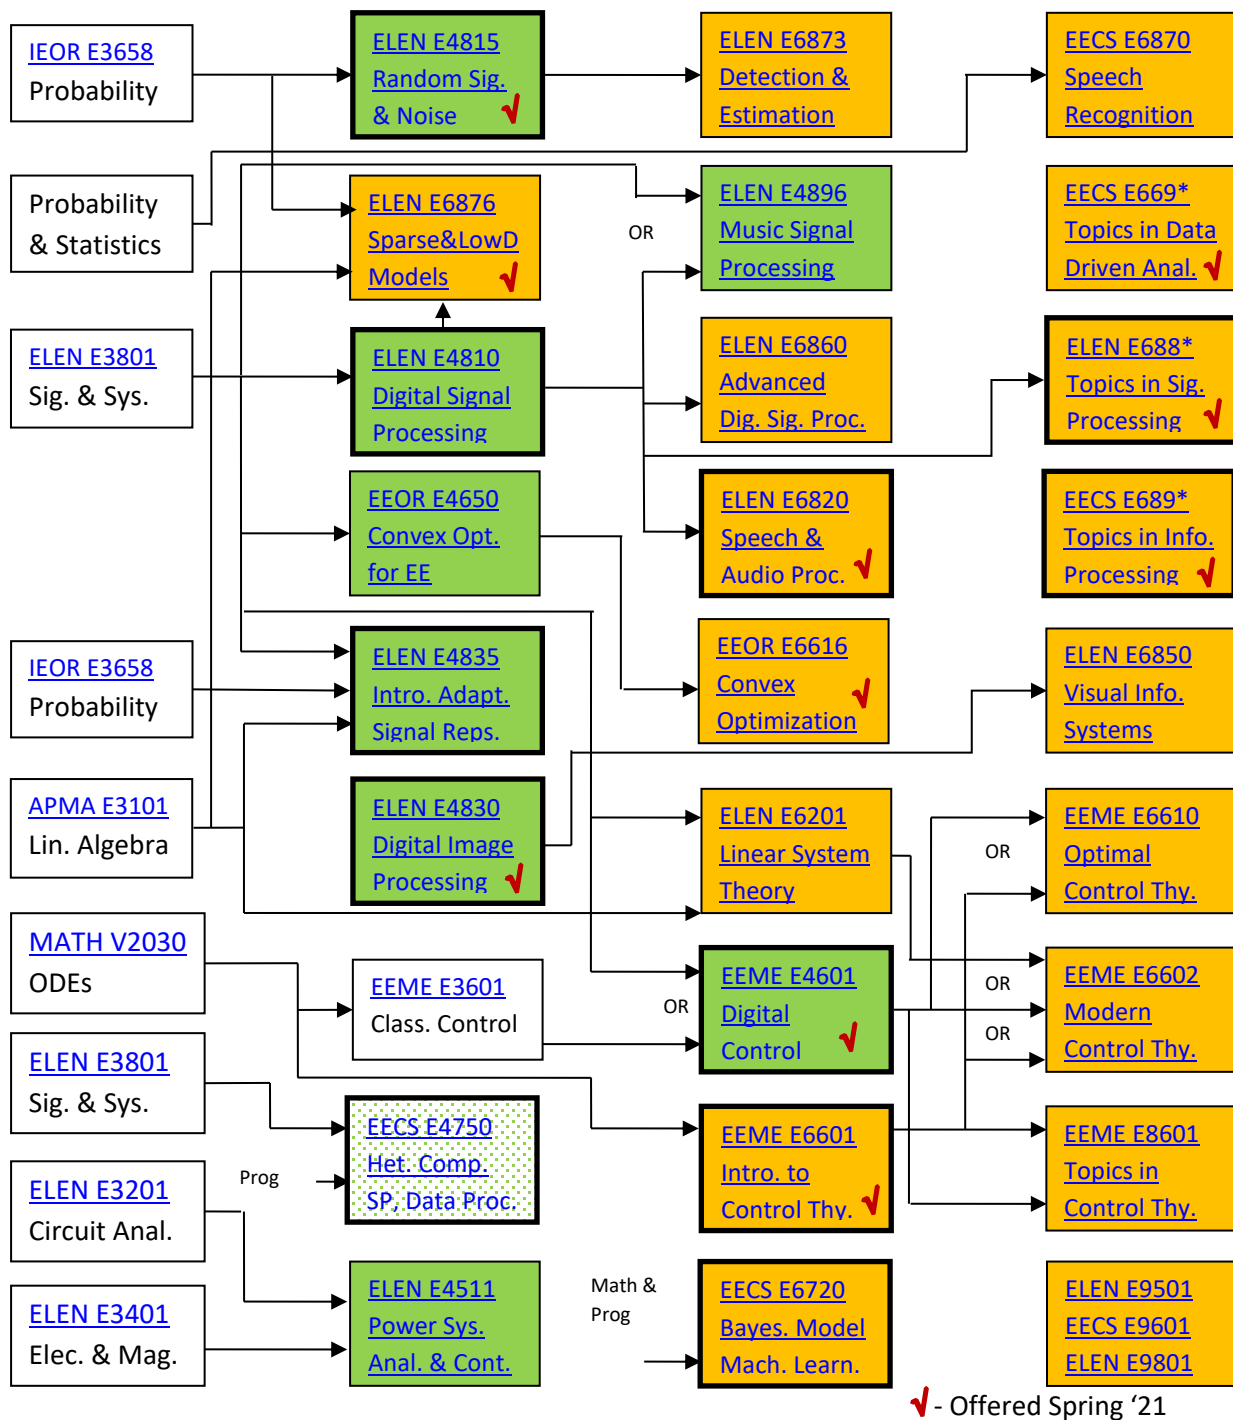 IEOR E3658
Probability
ELEN E4815
Random Sig.
& Noise √
ELEN E6873
Detection &
Estimation
EECS E6870
Speech
Recognition
Probability
& Statistics
ELEN E6876
Sparse&LowD
Models √
OR
ELEN E4896
Music Signal
Processing
EECS E669*
Topics in Data
Driven Anal. √
ELEN E3801
Sig. & Sys.
ELEN E4810
Digital Signal
Processing
ELEN E6860
Advanced
Dig. Sig. Proc.
ELEN E688*
Topics in Sig.
Processing √
EEOR E4650
Convex Opt.
for EE
ELEN E6820
Speech &
Audio Proc. √
EECS E689*
Topics in Info.
Processing √
IEOR E3658
Probability
ELEN E4835
Intro. Adapt.
Signal Reps.
EEOR E6616
Convex
Optimization √
ELEN E6850
Visual Info.
Systems
APMA E3101
Lin. Algebra
ELEN E4830
Digital Image
Processing √
ELEN E6201
Linear System
Theory
OR
EEME E6610
Optimal
Control Thy.
MATH V2030
ODEs
EEME E3601
Class. Control
OR
EEME E4601
Digital
Control √
OR
OR
EEME E6602
Modern
Control Thy.
ELEN E3801
Sig. & Sys.
Prog
EECS E4750
Het. Comp.
SP, Data Proc.
EEME E6601
Intro. to
Control Thy. √
EEME E8601
Topics in
Control Thy.
ELEN E3201
Circuit Anal.
ELEN E3401
Elec. & Mag.
ELEN E4511
Power Sys.
Anal. & Cont.
Math &
Prog
EECS E6720
Bayes. Model
Mach. Learn.
ELEN E9501
EECS E9601
ELEN E9801
√ - Offered Spring ‘21